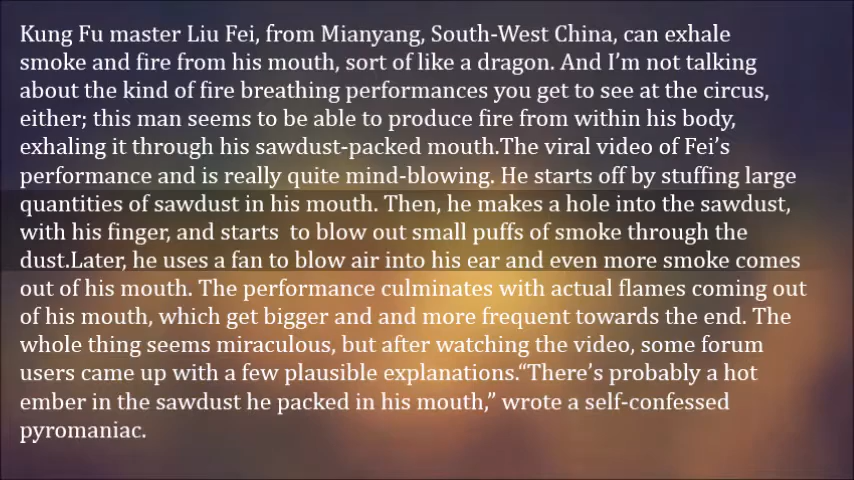 Kung Fu master Liu Fei, from Mianyang, South-West China, can exhale
smoke and fire from his mouth, sort of like a dragon. And I’m not talking
about the kind of fire breathing performances you get to see at the circus,
either; this man seems to be able to produce fire from within his body,
exhaling it through his sawdust-packed mouth.The viral video of Fei’s
performance and is really quite mind-blowing. He starts off by stuffing large
quantities of sawdust in his mouth. Then, he makes a hole into the sawdust,
with his finger, and starts  to blow out small puffs of smoke through the
dust.Later, he uses a fan to blow air into his ear and even more smoke comes
out of his mouth. The performance culminates with actual flames coming out
of his mouth, which get bigger and and more frequent towards the end. The
whole thing seems miraculous, but after watching the video, some forum
users came up with a few plausible explanations.“There’s probably a hot
ember in the sawdust he packed in his mouth,” wrote a self-confessed
pyromaniac.